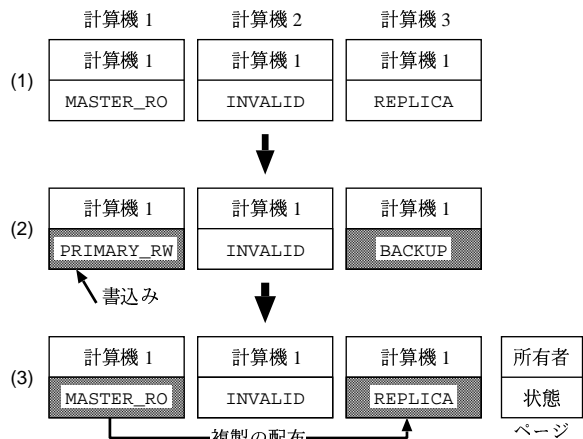 計算機 1 計算機 2 計算機 3
計算機 1 計算機 1 計算機 1
(1)
MASTER_RO INVALID REPLICA
計算機 1 計算機 1 計算機 1
(2)
PRIMARY_RW INVALID BACKUP
書込み
計算機 1 計算機 1 計算機 1 所有者
(3)
MASTER_RO INVALID REPLICA 状態
複製の配布 ページ